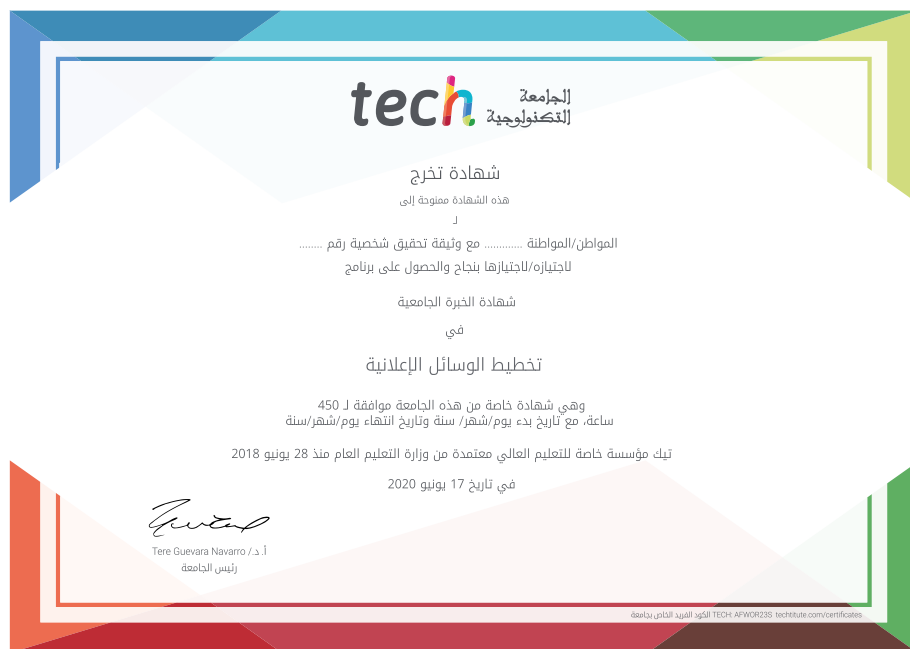 tech الجامعة
التكنولوجية
شهادة تخرج
هذه الشهادة ممنوحة إلى
لـ
المواطن/المواطنة ............. مع وثيقة تحقيق شخصية رقم ........
لاجتيازه/لاجتيازها بنجاح والحصول على برنامج
شهادة الخبرة الجامعية
في
تخطيط الوسائل الإعلانية
وهي شهادة خاصة من هذه الجامعة موافقة لـ 450
ساعة، مع تاريخ بدء يوم/شهر/ سنة وتاريخ انتهاء يوم/شهر/سنة
تيك مؤسسة خاصة للتعليم العالي معتمدة من وزارة التعليم العام منذ 28 يونيو 2018
في تاريخ 17 يونيو 2020
أ. د./ Tere Guevara Navarro
رئيس الجامعة
الكود الفريد الخاص بجامعة TECH: AFWOR23S techtitute.com/certificates